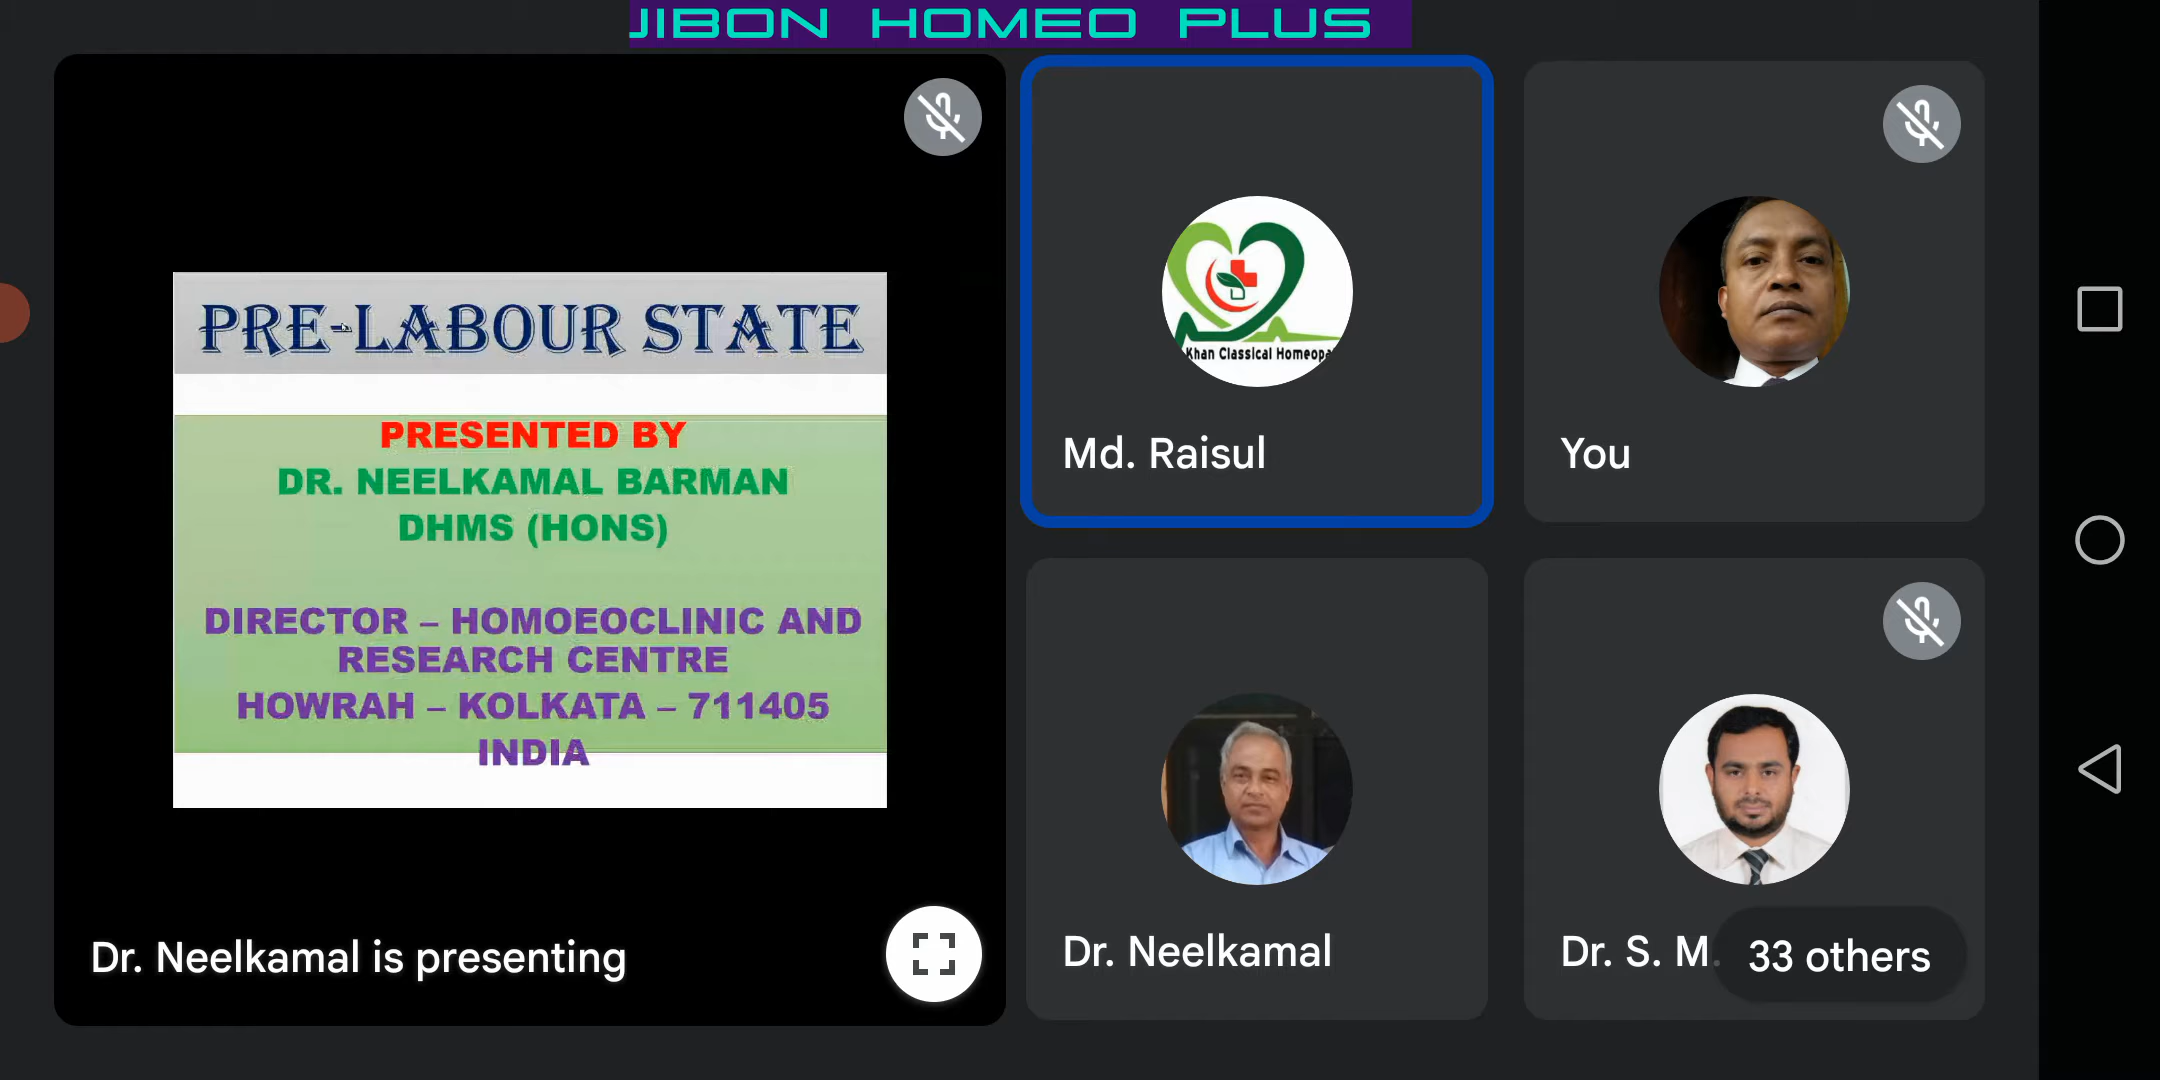 JIBON HOMEO PLUS
PRE-LABOUR STATE
PRESENTED BY
DR. NEELKAMAL BARMAN
DHMS (HONS)
DIRECTOR – HOMOEOCLINIC AND
RESEARCH CENTRE
HOWRAH – KOLKATA – 711405
INDIA
Dr. Neelkamal is presenting
Khan Classical Homeopa
Md. Raisul
You
Dr. Neelkamal
Dr. S. M.
33 others